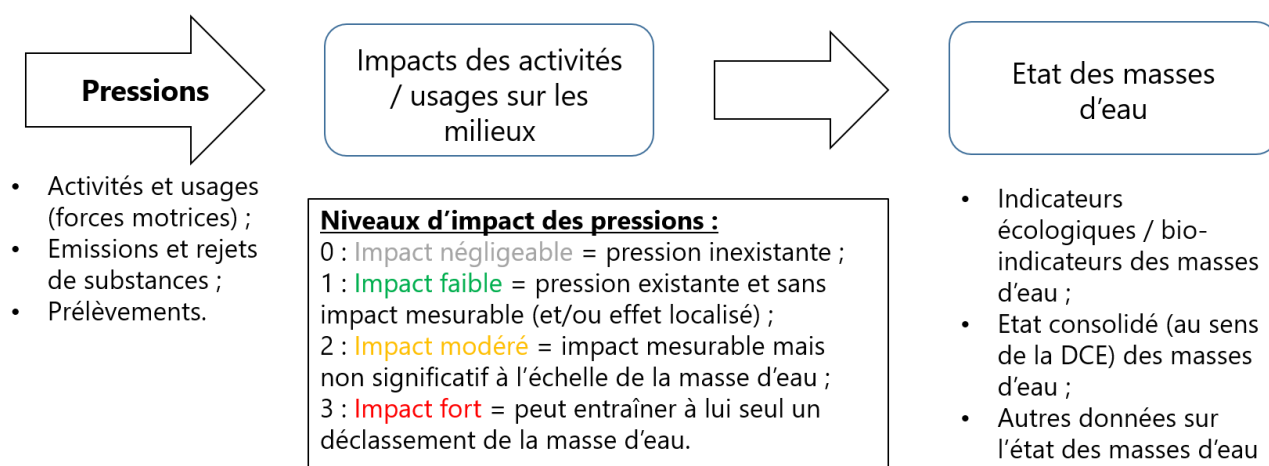 Pressions
• Activités et usages
(forces motrices) ;
• Emissions et rejets
de substances ;
• Prélèvements.
Impacts des activités
/ usages sur les
milieux
Niveaux d’impact des pressions :
0 : Impact négligeable = pression inexistante ;
1 : Impact faible = pression existante et sans
impact mesurable (et/ou effet localisé) ;
2 : Impact modéré = impact mesurable mais
non significatif à l’échelle de la masse d’eau ;
3 : Impact fort = peut entraîner à lui seul un
déclassement de la masse d’eau.
Etat des masses
d’eau
• Indicateurs
écologiques / bio-
indicateurs des masses
d’eau ;
• Etat consolidé (au sens
de la DCE) des masses
d’eau ;
• Autres données sur
l’état des masses d’eau